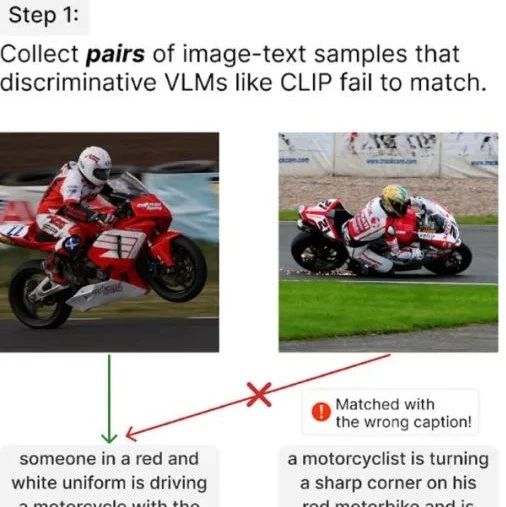 Step 1:
Collect pairs of image-text samples that
discriminative VLMs like CLIP fail to match.
Matched with
the wrong caption!
someone in a red and
white uniform is driving
a motorcycle with the
a motorcyclist is turning
a sharp corner on his
red motorbike and is